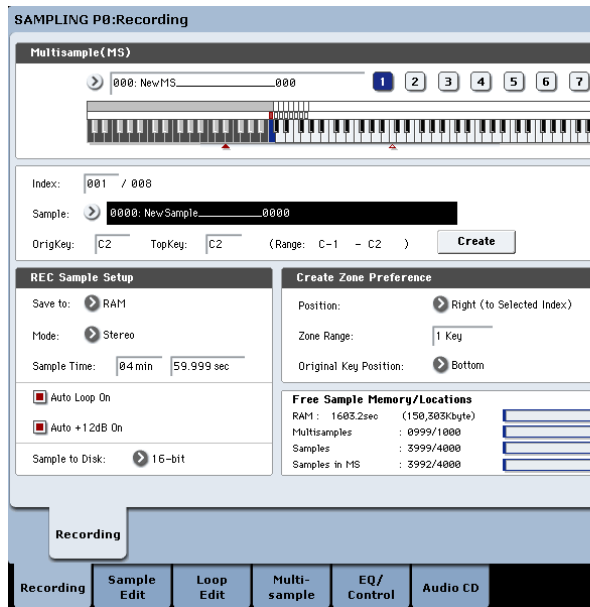 SAMPLING P0:Recording
Multisample(MS)
000: NewMS__________000 1 2 3 4 5 6 7
Index: 001 / 008
Sample: 0000: NewSample__________0000
OrigKey: C2 TopKey: C2 (Range: C-1 - C2 ) Create
REC Sample Setup
Save to: RAM
Mode: Stereo
Sample Time: 04 min 59.999 sec
Auto Loop On
Auto +12dB On
Sample to Disk: 16-bit
Create Zone Preference
Position: Right (to Selected Index)
Zone Range: 1 Key
Original Key Position: Bottom
Free Sample Memory/Locations
RAM : 1603.2sec (150,303Kbyte)
Multisamples : 0999/1000
Samples : 3999/4000
Samples in MS : 3992/4000
Recording
Recording
Sample Edit
Loop Edit
Multi-sample
EQ/ Control
Audio CD